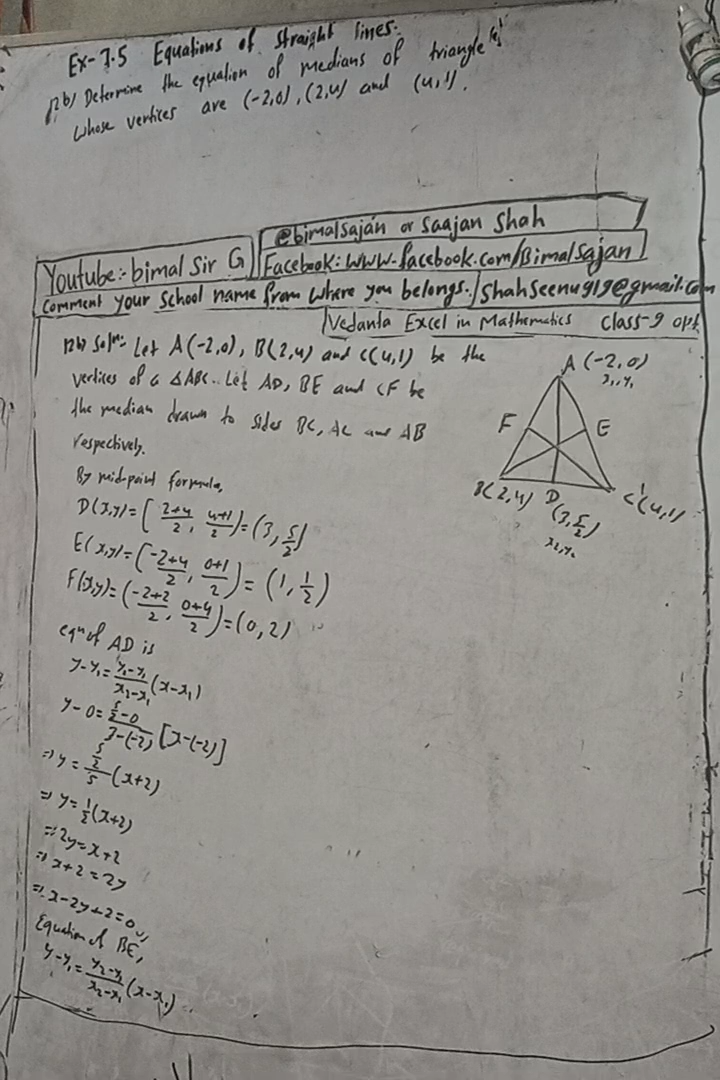 Ex-7.5 Equations of Straight lines.
12b) Determine the equation of medians of triangle [4]
Whose vertices are (-2,0), (2,4) and (4,1).
@bimalsajan or Saajan Shah
Youtube:- bimal Sir G
Facebook: www.facebook.com/Bimalsajan
Comment your school name from where you belongs./Shahseenu919@gmail.com
Vedanta Excel in Mathematics class-9 opt
12b) Solⁿ: Let A(-2,0), B(2,4) and C(4,1) be the
vertices of a ΔABC. Let AD, BE and CF be
the median drawn to sides BC, AC and AB
respectively.
By mid-point formula,
D(x,y)=[2+4/2, 4+1/2]=(3,5/2)
E(x,y)=(-2+4/2, 0+1/2)=(1,1/2)
F(x,y)=(-2+2/2, 0+4/2)=(0,2)
eqⁿ of AD is
y-y₁=y₂-y₁/x₂-x₁(x-x₁)
y-0=5/2-0/3-(-2)[x-(-2)]
⇒y=5/2/5(x+2)
⇒y=1/2(x+2)
⇒2y=x+2
⇒x+2=2y
⇒x-2y+2=0
Equation of BE,
y-y₁=y₂-y₁/x₂-x₁(x-x₁)
A(-2,0)
x₁,y₁
F E
B(2,4) D C(4,1)
(3,5/2)
x₂,y₂